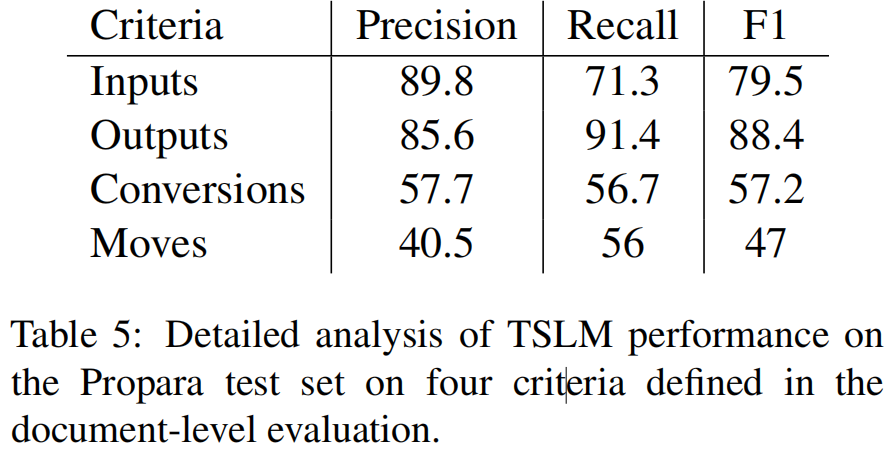 Criteria Precision Recall F1
Inputs 89.8 71.3 79.5
Outputs 85.6 91.4 88.4
Conversions 57.7 56.7 57.2
Moves 40.5 56 47
Table 5: Detailed analysis of TSLM performance on
the Propara test set on four criteria defined in the
document-level evaluation.